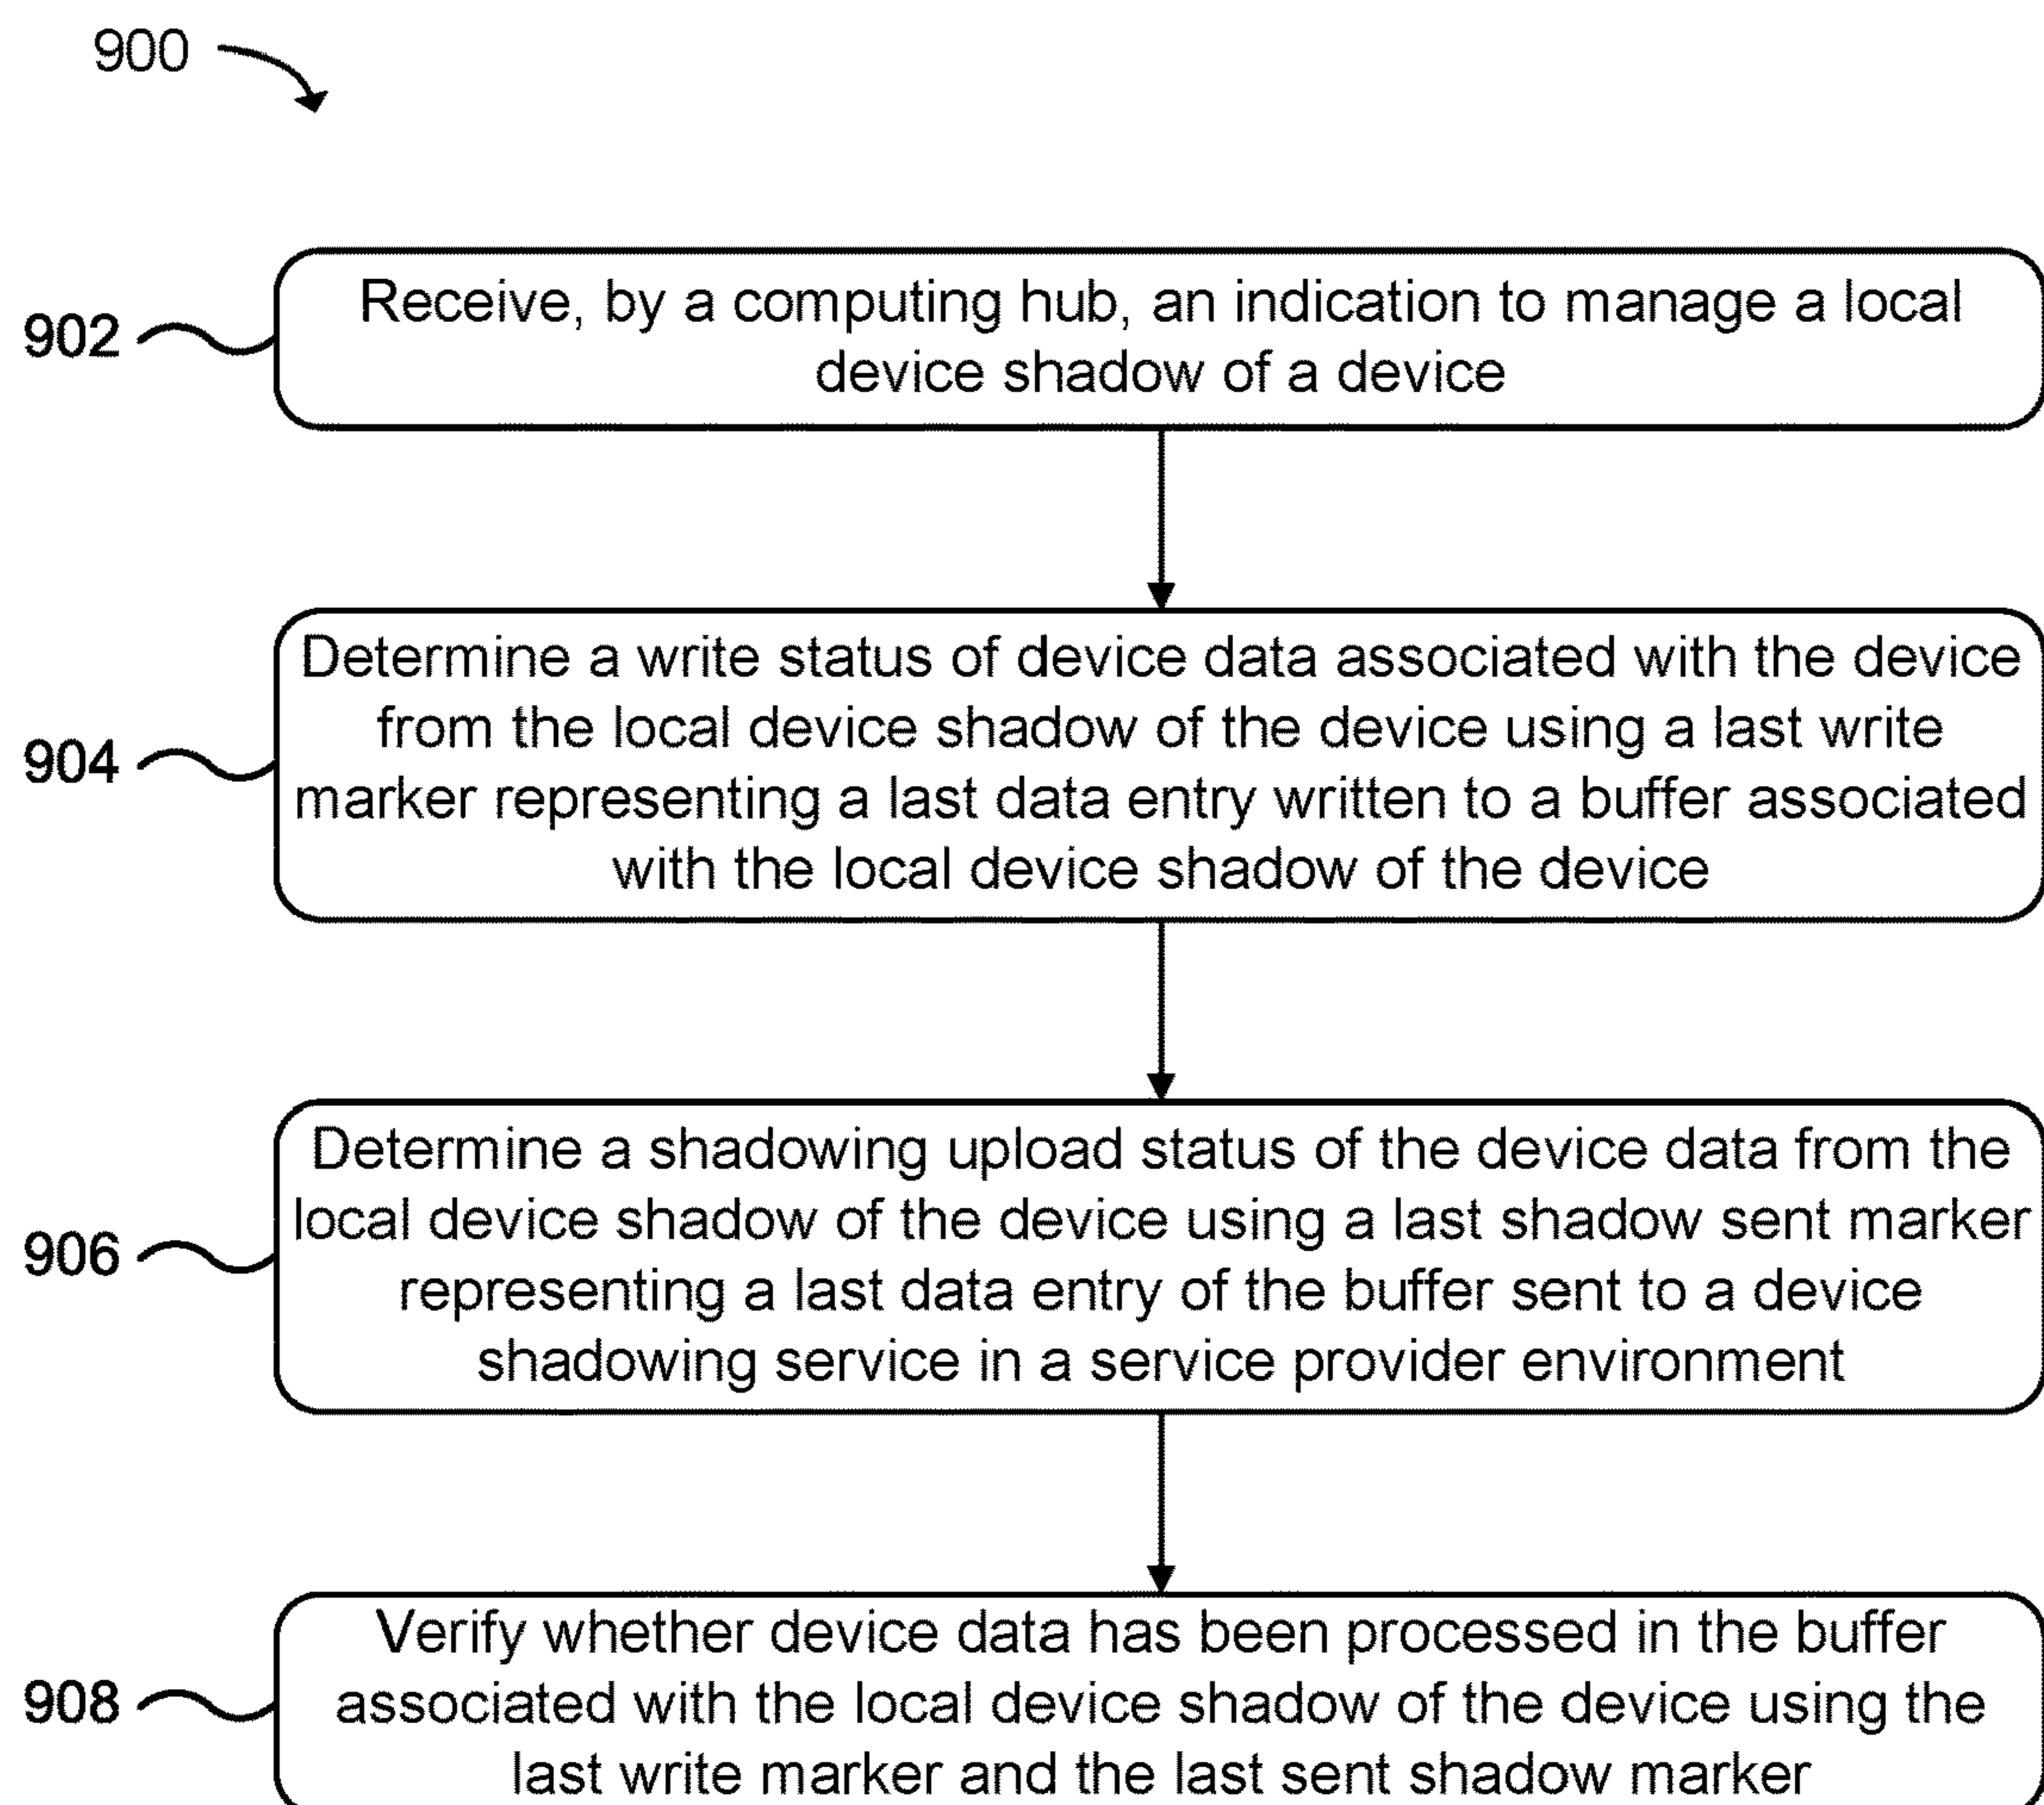 900
902
Receive, by a computing hub, an indication to manage a local
device shadow of a device
904
Determine a write status of device data associated with the device
from the local device shadow of the device using a last write
marker representing a last data entry written to a buffer associated
with the local device shadow of the device
906
Determine a shadowing upload status of the device data from the
local device shadow of the device using a last shadow sent marker
representing a last data entry of the buffer sent to a device
shadowing service in a service provider environment
908
Verify whether device data has been processed in the buffer
associated with the local device shadow of the device using the
last write marker and the last sent shadow marker